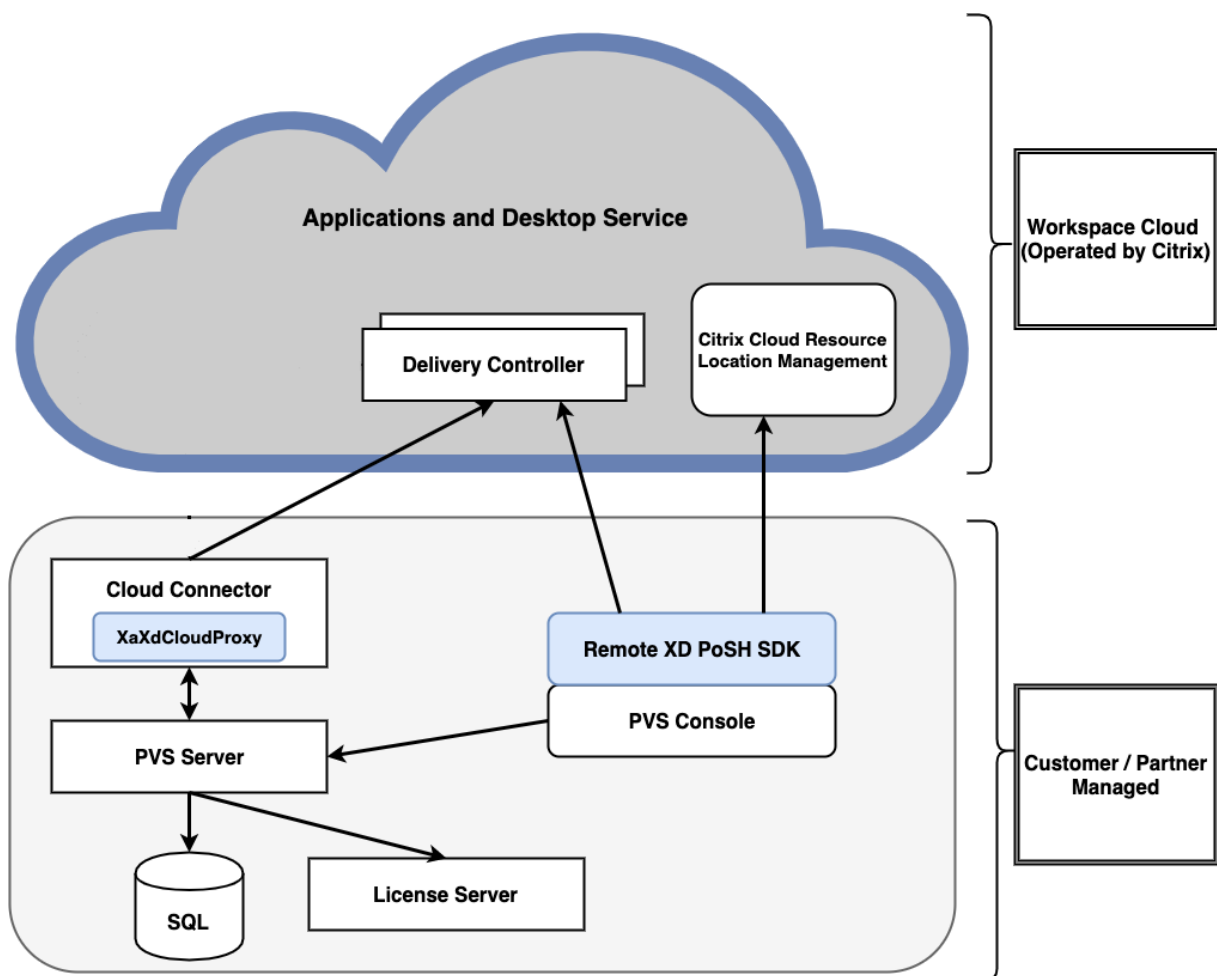 Applications and Desktop Service
Workspace Cloud
(Operated by Citrix)
Delivery Controller
Citrix Cloud Resource
Location Management
Cloud Connector
XaXdCloudProxy
Remote XD PoSH SDK
PVS Console
PVS Server
Customer / Partner
Managed
License Server
SQL